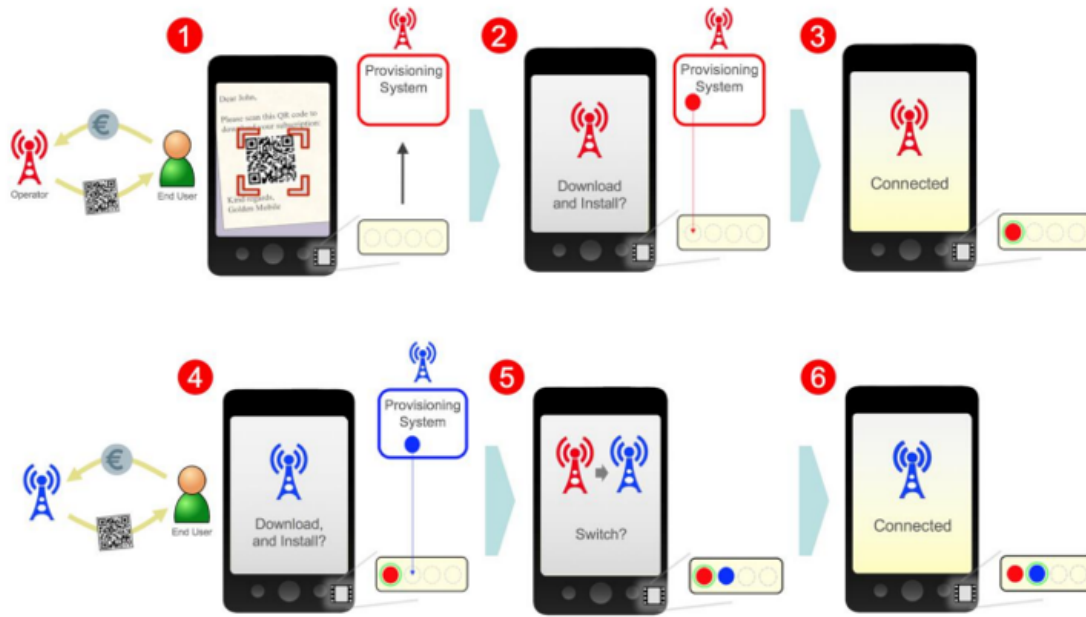 1
Operator
End User
Dear John,
Please scan this QR code to
download your subscription:
Kind regards,
Golden Mobile
Provisioning
System
2
Download
and Install?
Provisioning
System
3
Connected
4
End User
Download,
and Install?
Provisioning
System
5
Switch?
6
Connected